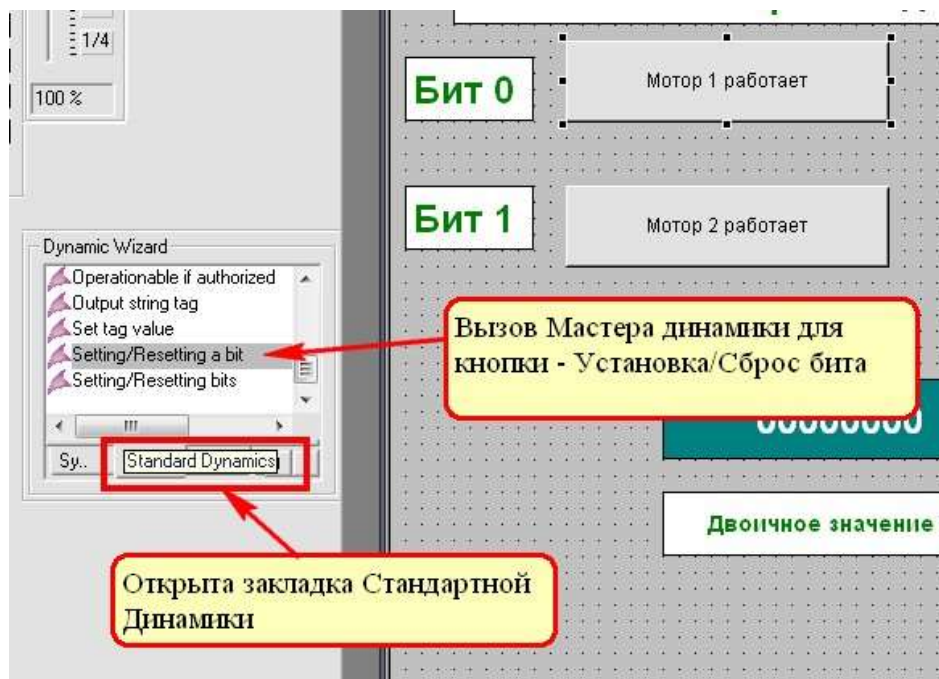 1/4
100 %
Бит 0
Мотор 1 работает
Бит 1
Мотор 2 работает
Dynamic Wizard
Operationable if authorized
Output string tag
Set tag value
Setting/Resetting a bit
Setting/Resetting bits
Sy..
Standard Dynamics
Вызов Мастера динамики для
кнопки - Установка/Сброс бита
Двоичное значение
Открыта закладка Стандартной
Динамики